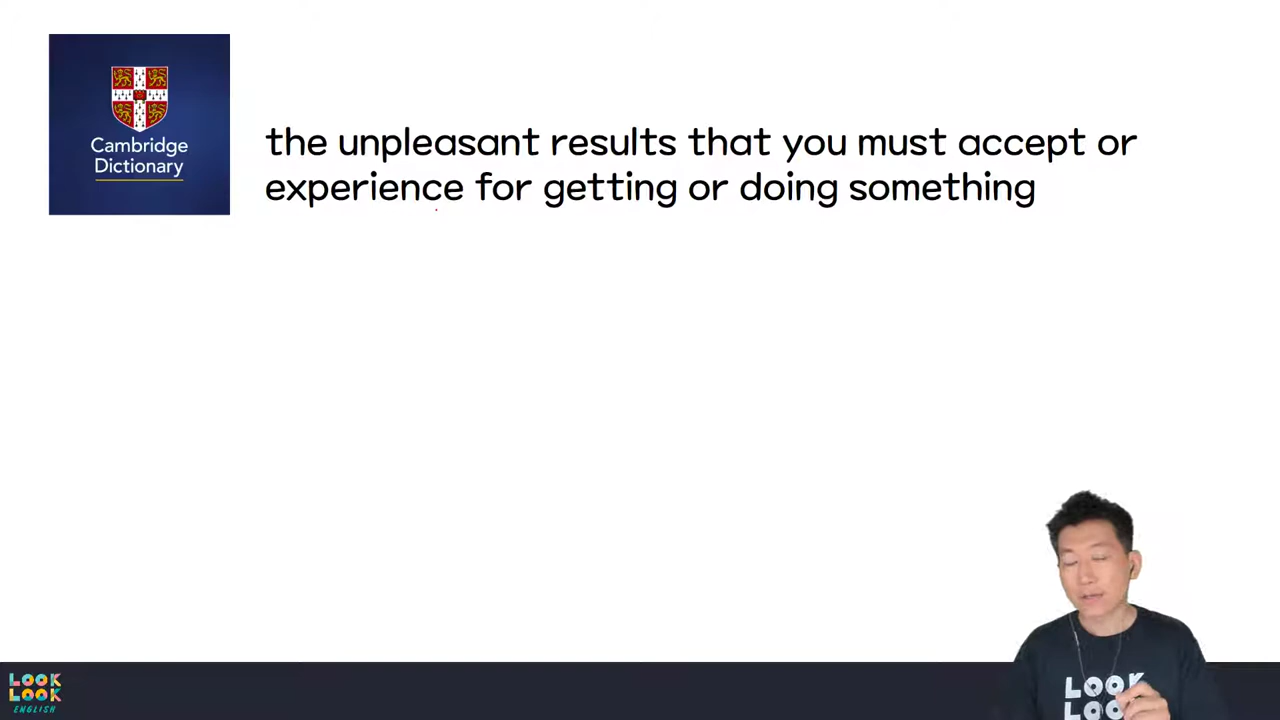 Cambridge
Dictionary
the unpleasant results that you must accept or
experience for getting or doing something
LOOK
LOOK
ENGLISH
LOOK
LOO